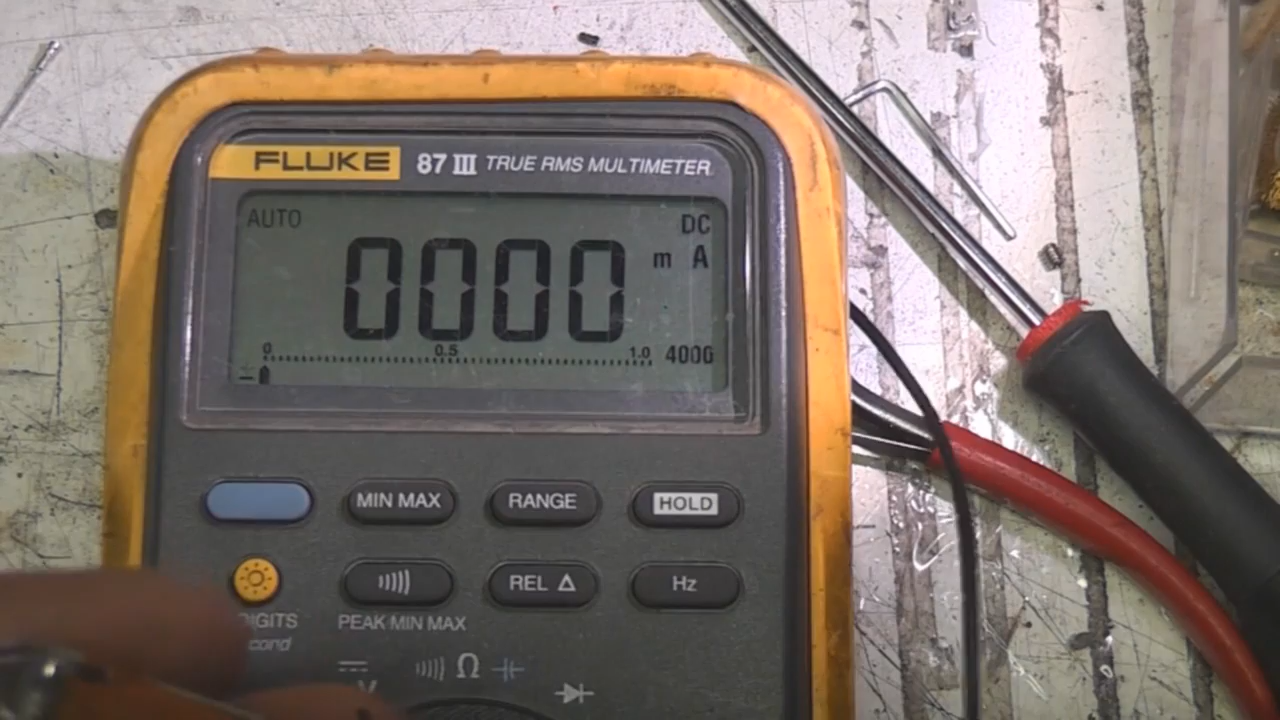 FLUKE 87 III TRUE RMS MULTIMETER
AUTO DC
0000 m A
0 0.5 1.0 4000
MIN MAX RANGE HOLD
REL Δ Hz
PEAK MIN MAX
Ω